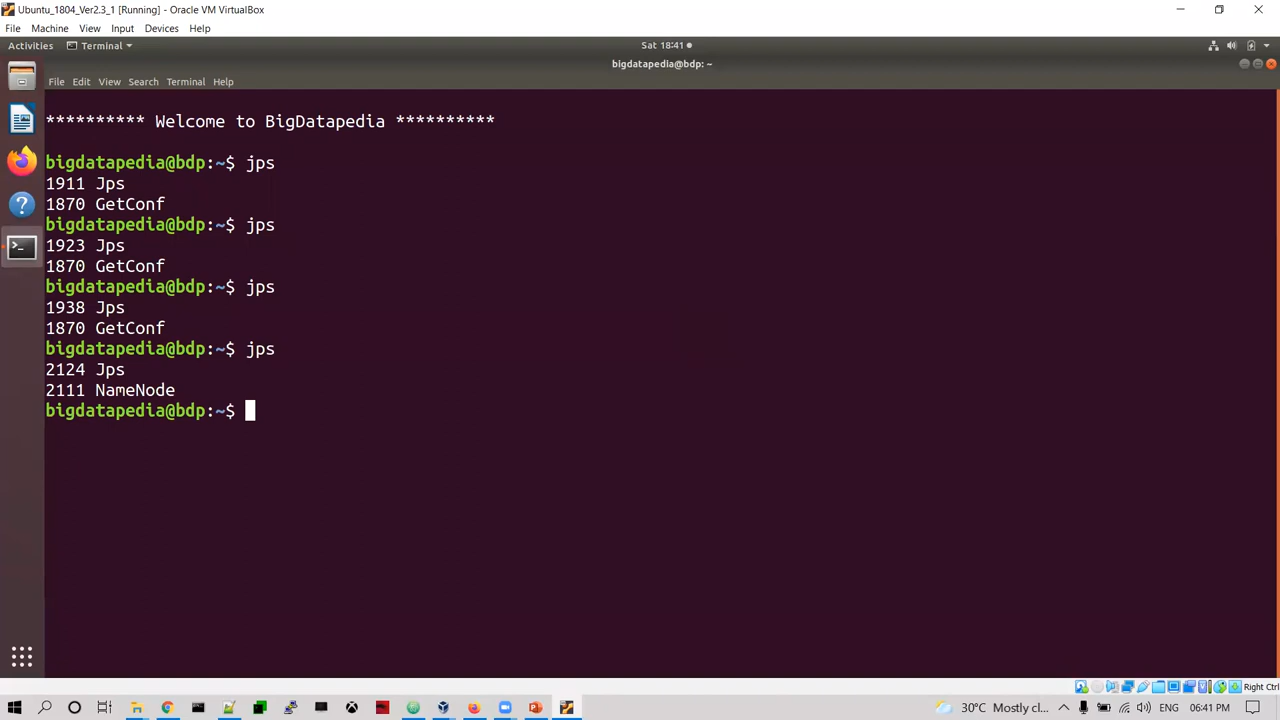 Ubuntu_1804_Ver2.3_1 [Running] - Oracle VM VirtualBox
File Machine View Input Devices Help
Activities Terminal Sat 18:41
bigdatapedia@bdp: ~
File Edit View Search Terminal Help
********** Welcome to BigDatapedia **********
bigdatapedia@bdp:~$ jps
1911 Jps
1870 GetConf
bigdatapedia@bdp:~$ jps
1923 Jps
1870 GetConf
bigdatapedia@bdp:~$ jps
1938 Jps
1870 GetConf
bigdatapedia@bdp:~$ jps
2124 Jps
2111 NameNode
bigdatapedia@bdp:~$
Right Ctrl
30°C Mostly cl... ENG 06:41 PM